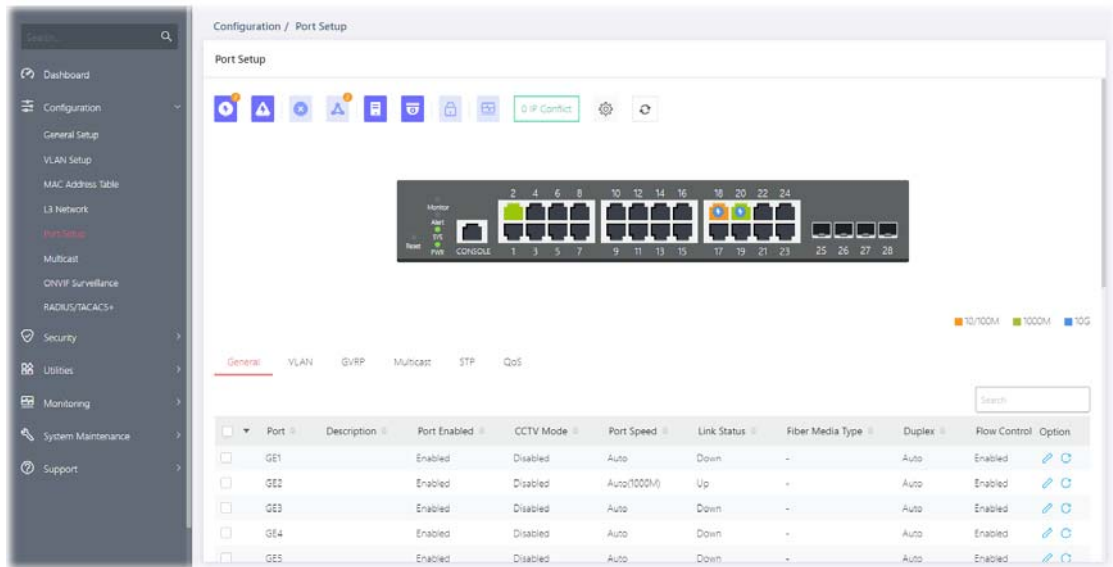 Search...
Dashboard
Configuration
General Setup
VLAN Setup
MAC Address Table
L3 Network
Port Setup
Multicast
ONVIF Surveillance
RADIUS/TACACS+
Security
Utilities
Monitoring
System Maintenance
Support
Configuration / Port Setup
Port Setup
0 IP Conflict
2 4 6 8 10 12 14 16 18 20 22 24
Monitor
Alert
SYS
Reset PWR CONSOLE 1 3 5 7 9 11 13 15 17 19 21 23 25 26 27 28
10/100M 1000M 10G
General VLAN GVRP Multicast STP QoS
Search
Port Description Port Enabled CCTV Mode Port Speed Link Status Fiber Media Type Duplex Flow Control Option
GE1 Enabled Disabled Auto Down - Auto Enabled
GE2 Enabled Disabled Auto(1000M) Up - Auto Enabled
GE3 Enabled Disabled Auto Down - Auto Enabled
GE4 Enabled Disabled Auto Down - Auto Enabled
GE5 Enabled Disabled Auto Down - Auto Enabled